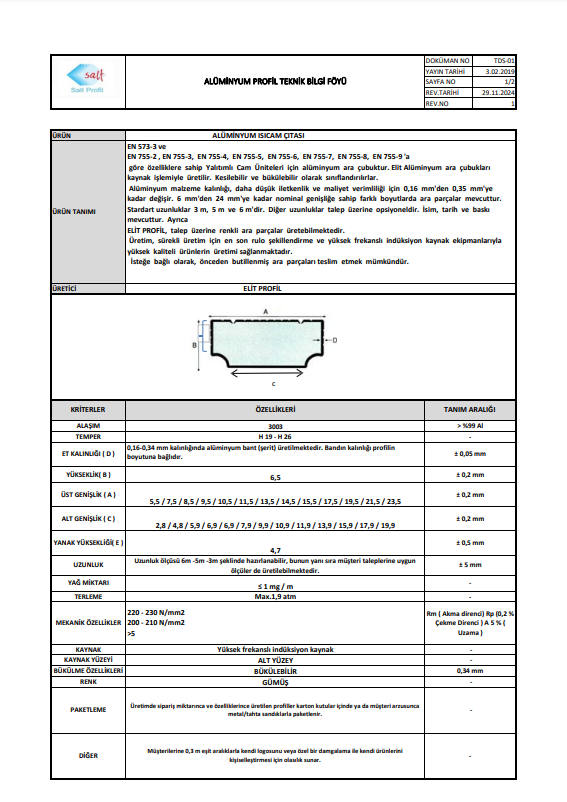 salt
Salt Profil
ALÜMİNYUM PROFİL TEKNİK BİLGİ FÖYÜ
DOKÜMAN NO TDS-01
YAYIN TARİHİ 3.02.2019
SAYFA NO 1/2
REV.TARİHİ 29.11.2024
REV.NO 1
ÜRÜN ALÜMİNYUM ISICAM ÇITASI
ÜRÜN TANIMI
EN 573-3 ve
EN 755-2 , EN 755-3, EN 755-4, EN 755-5, EN 755-6, EN 755-7, EN 755-8, EN 755-9 'a
göre özelliklere sahip Yalıtımlı Cam Üniteleri için alüminyum ara çubuktur. Elit Alüminyum ara çubukları
kaynak işlemiyle üretilir. Kesilebilir ve bükülebilir olarak sınıflandırılırlar.
Alüminyum malzeme kalınlığı, daha düşük iletkenlik ve maliyet verimliliği için 0,16 mm'den 0,35 mm'ye
kadar değişir. 6 mm'den 24 mm'ye kadar nominal genişliğe sahip farklı boyutlarda ara parçalar mevcuttur.
Stardart uzunluklar 3 m, 5 m ve 6 m'dir. Diğer uzunluklar talep üzerine opsiyoneldir. İsim, tarih ve baskı
mevcuttur. Ayrıca
ELİT PROFİL, talep üzerine renkli ara parçalar üretebilmektedir.
Üretim, sürekli üretim için en son rulo şekillendirme ve yüksek frekanslı indüksiyon kaynak ekipmanlarıyla
yüksek kaliteli ürünlerin üretimi sağlanmaktadır.
İsteğe bağlı olarak, önceden butillenmiş ara parçaları teslim etmek mümkündür.
ÜRETİCİ ELİT PROFİL
A
B
D
C
KRİTERLER ÖZELLİKLERİ TANIM ARALIĞI
ALAŞIM 3003 > %99 Al
TEMPER H 19 - H 26 -
ET KALINLIĞI ( D ) 0,16-0,34 mm kalınlığında alüminyum bant (şerit) üretilmektedir. Bandın kalınlığı profilin ± 0,05 mm
boyutuna bağlıdır.
YÜKSEKLİK( B ) 6,5 ± 0,2 mm
ÜST GENİŞLİK ( A ) 5,5 / 7,5 / 8,5 / 9,5 / 10,5 / 11,5 / 13,5 / 14,5 / 15,5 / 17,5 / 19,5 / 21,5 / 23,5 ± 0,2 mm
ALT GENİŞLİK ( C ) 2,8 / 4,8 / 5,9 / 6,9 / 6,9 / 7,9 / 9,9 / 10,9 / 11,9 / 13,9 / 15,9 / 17,9 / 19,9 ± 0,2 mm
YANAK YÜKSEKLİĞİ( E ) 4,7 ± 0,5 mm
UZUNLUK Uzunluk ölçüsü 6m -5m -3m şeklinde hazırlanabilir, bunun yanı sıra müşteri taleplerine uygun ± 5 mm
ölçüler de üretilebilmektedir.
YAĞ MİKTARI ≤ 1 mg / m -
TERLEME Max.1,9 atm -
MEKANİK ÖZELLİKLER
220 - 230 N/mm2
200 - 210 N/mm2
>5
Rm ( Akma direnci) Rp (0,2 %
Çekme Direnci ) A 5 % (
Uzama )
KAYNAK Yüksek frekanslı indüksiyon kaynak -
KAYNAK YÜZEYİ ALT YÜZEY -
BÜKÜLME ÖZELLİKLERİ BÜKÜLEBİLİR 0,34 mm
RENK GÜMÜŞ -
PAKETLEME Üretimde sipariş miktarınca ve özelliklerince üretilen profiller karton kutular içinde ya da müşteri arzusunca -
metal/tahta sandıklarla paketlenir.
DİĞER Müşterilerine 0,3 m eşit aralıklarla kendi logosunu veya özel bir damgalama ile kendi ürünlerini -
kişiselleştirmesi için olasılık sunar.